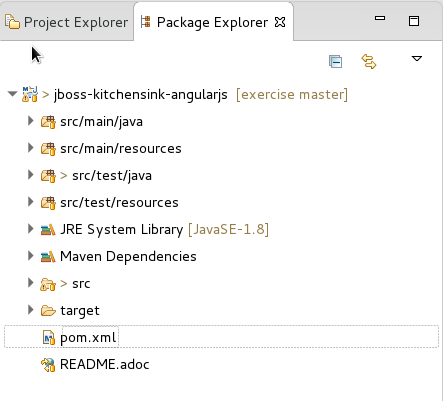 Project Explorer Package Explorer
> jboss-kitchensink-angularjs [exercise master]
src/main/java
src/main/resources
> src/test/java
src/test/resources
JRE System Library [JavaSE-1.8]
Maven Dependencies
> src
target
pom.xml
README.adoc